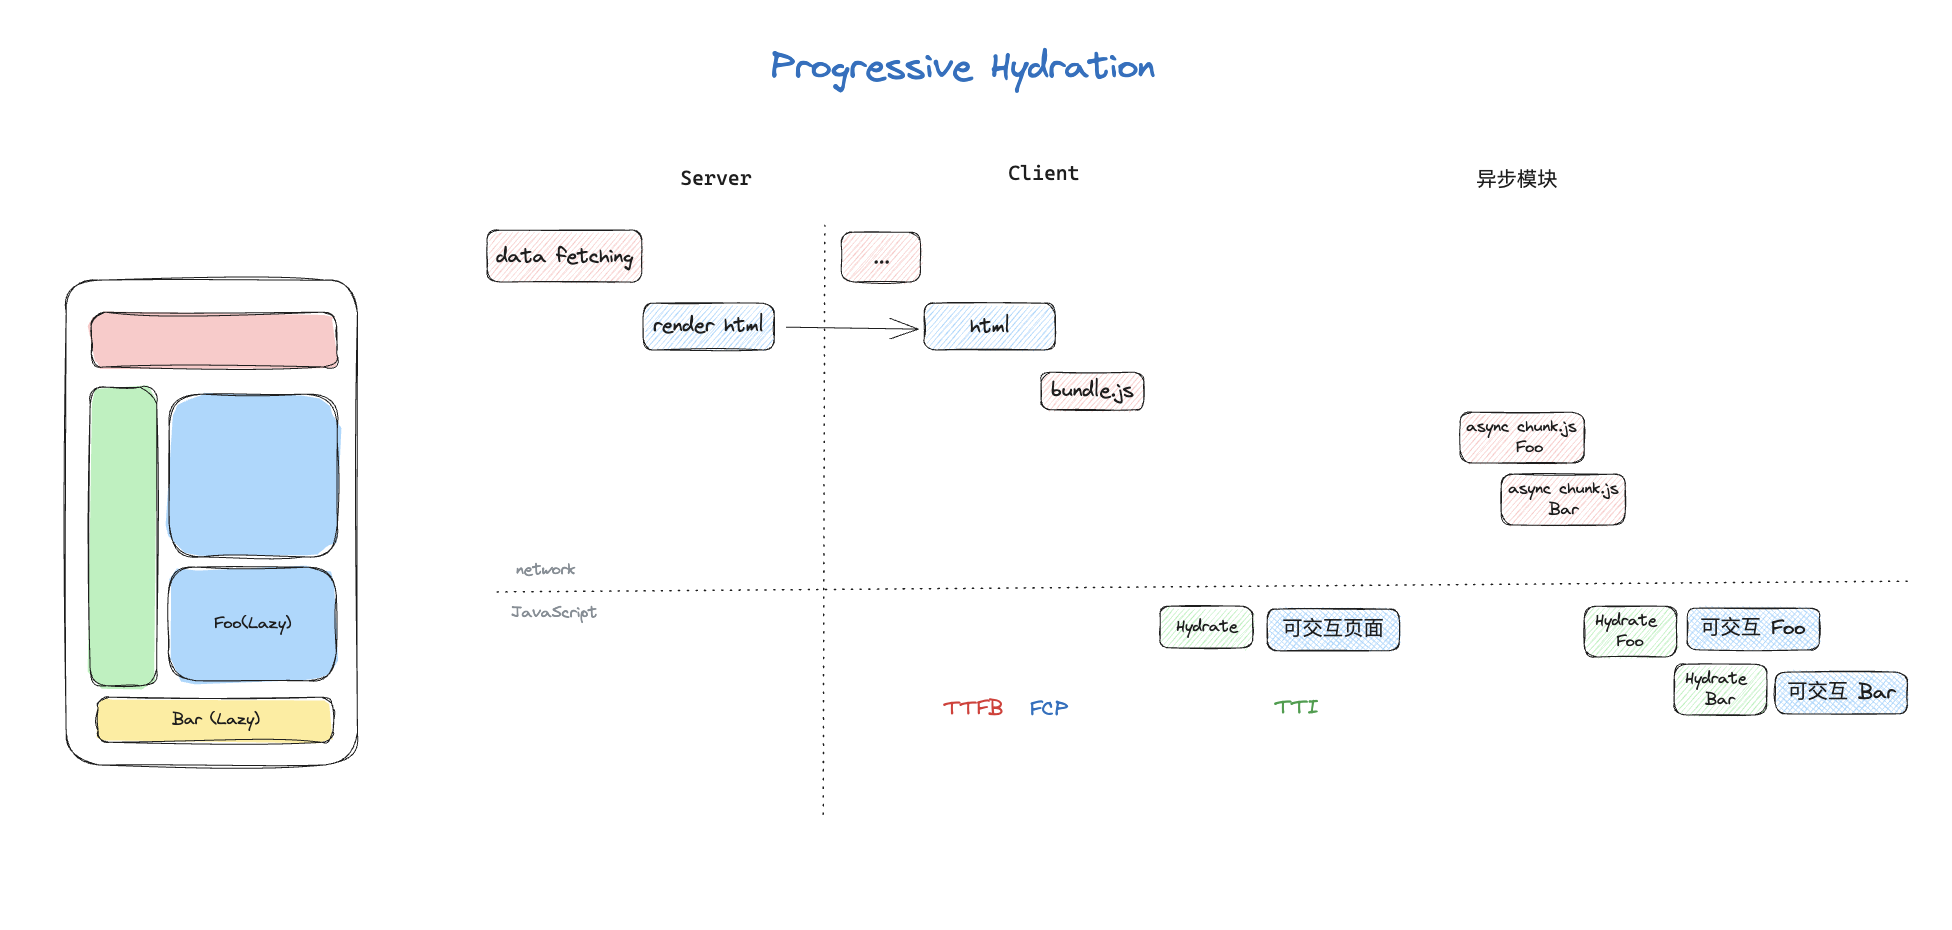 Progressive Hydration
Server
Client
异步模块
data fetching
...
render html
html
bundle.js
async chunk.js
Foo
async chunk.js
Bar
network
JavaScript
Hydrate
可交互页面
Hydrate
Foo
可交互 Foo
Hydrate
Bar
可交互 Bar
TTFB
FCP
TTI
Foo(Lazy)
Bar (Lazy)